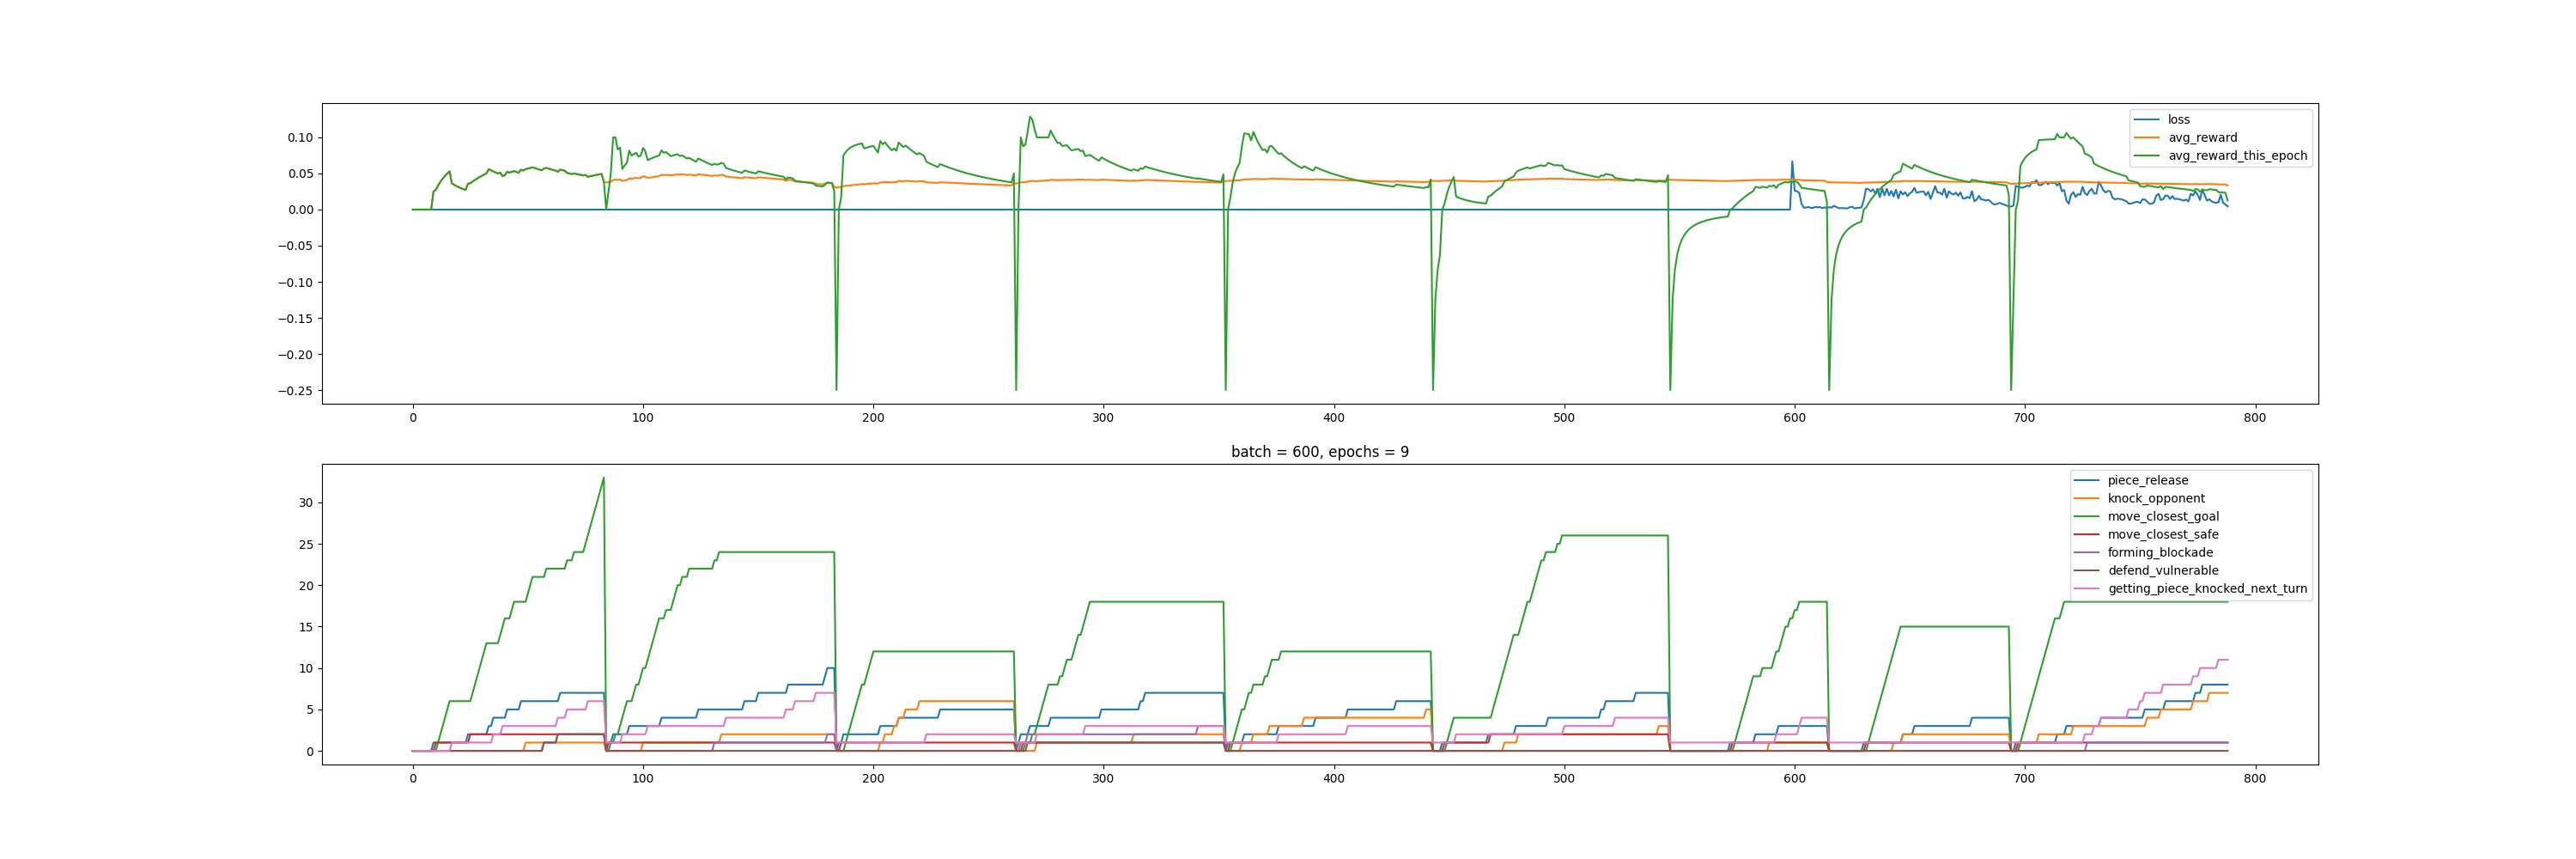 0.10
0.05
0.00
−0.05
−0.10
−0.15
−0.20
−0.25
loss
avg_reward
avg_reward_this_epoch
0 100 200 300 400 500 600 700 800
batch = 600, epochs = 9
30
25
20
15
10
5
0
piece_release
knock_opponent
move_closest_goal
move_closest_safe
forming_blockade
defend_vulnerable
getting_piece_knocked_next_turn
0 100 200 300 400 500 600 700 800